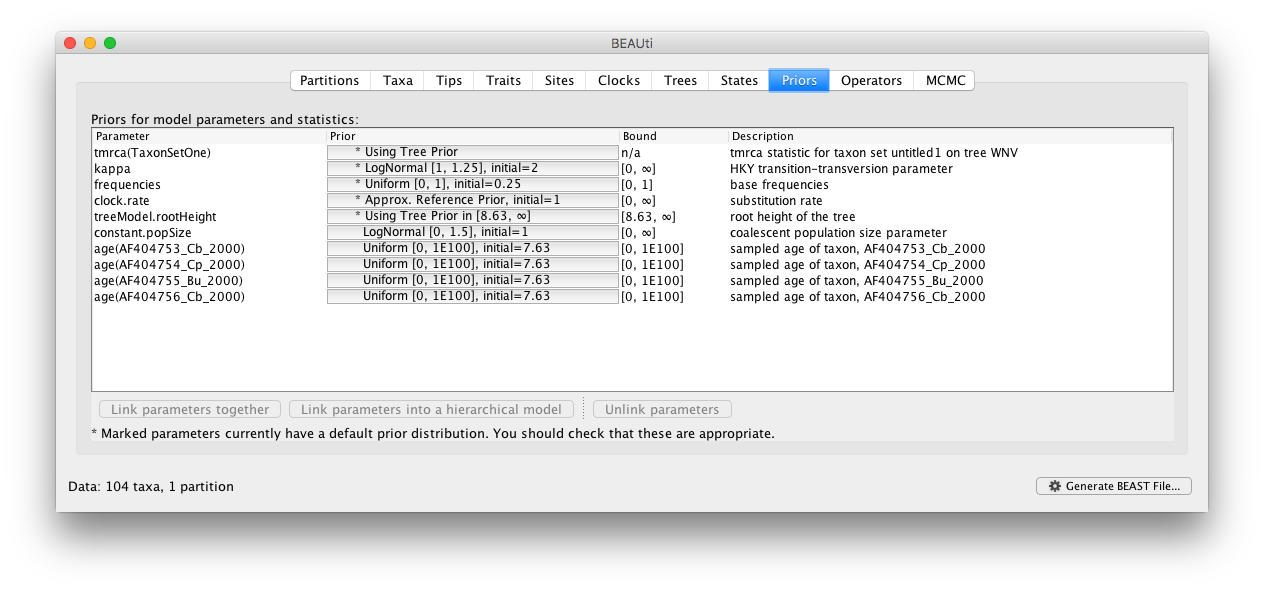 BEAUti
Partitions Taxa Tips Traits Sites Clocks Trees States Priors Operators MCMC
Priors for model parameters and statistics:
Parameter Prior Bound Description
tmrca(TaxonSetOne) * Using Tree Prior n/a tmrca statistic for taxon set untitled1 on tree WNV
kappa * LogNormal [1, 1.25], initial=2 [0, ∞] HKY transition-transversion parameter
frequencies * Uniform [0, 1], initial=0.25 [0, 1] base frequencies
clock.rate * Approx. Reference Prior, initial=1 [0, ∞] substitution rate
treeModel.rootHeight * Using Tree Prior in [8.63, ∞] [8.63, ∞] root height of the tree
constant.popSize LogNormal [0, 1.5], initial=1 [0, ∞] coalescent population size parameter
age(AF404753_Cb_2000) Uniform [0, 1E100], initial=7.63 [0, 1E100] sampled age of taxon, AF404753_Cb_2000
age(AF404754_Cp_2000) Uniform [0, 1E100], initial=7.63 [0, 1E100] sampled age of taxon, AF404754_Cp_2000
age(AF404755_Bu_2000) Uniform [0, 1E100], initial=7.63 [0, 1E100] sampled age of taxon, AF404755_Bu_2000
age(AF404756_Cb_2000) Uniform [0, 1E100], initial=7.63 [0, 1E100] sampled age of taxon, AF404756_Cb_2000
Link parameters together Link parameters into a hierarchical model Unlink parameters
* Marked parameters currently have a default prior distribution. You should check that these are appropriate.
Data: 104 taxa, 1 partition Generate BEAST File...